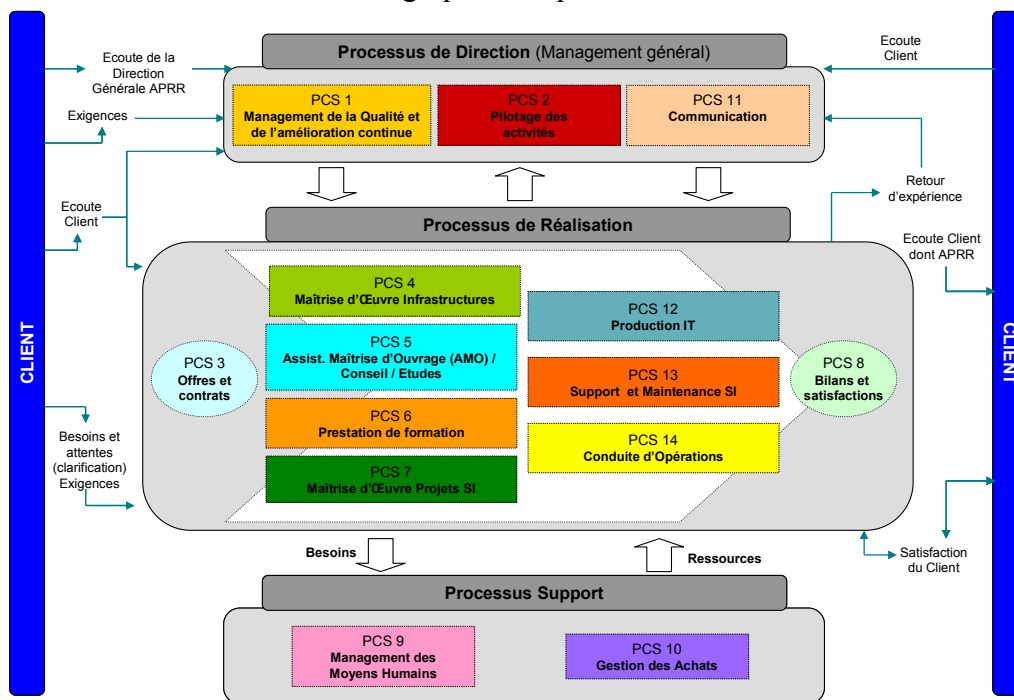 Processus de Direction (Management général)
Ecoute de la
Direction
Générale APRR
Ecoute
Client
PCS 1
Management de la Qualité et
de l'amélioration continue
PCS 2
Pilotage des
activités
PCS 11
Communication
Exigences
Ecoute
Client
Retour
d'expérience
Processus de Réalisation
Ecoute Client
dont APRR
CLIENT
CLIENT
PCS 3
Offres et
contrats
PCS 4
Maîtrise d'Œuvre Infrastructures
PCS 5
Assist. Maîtrise d'Ouvrage (AMO) /
Conseil / Etudes
PCS 6
Prestation de formation
PCS 7
Maîtrise d'Œuvre Projets SI
PCS 12
Production IT
PCS 13
Support et Maintenance SI
PCS 14
Conduite d'Opérations
PCS 8
Bilans et
satisfactions
Besoins et
attentes
(clarification)
Exigences
Besoins
Ressources
Satisfaction
du Client
Processus Support
PCS 9
Management des
Moyens Humains
PCS 10
Gestion des Achats